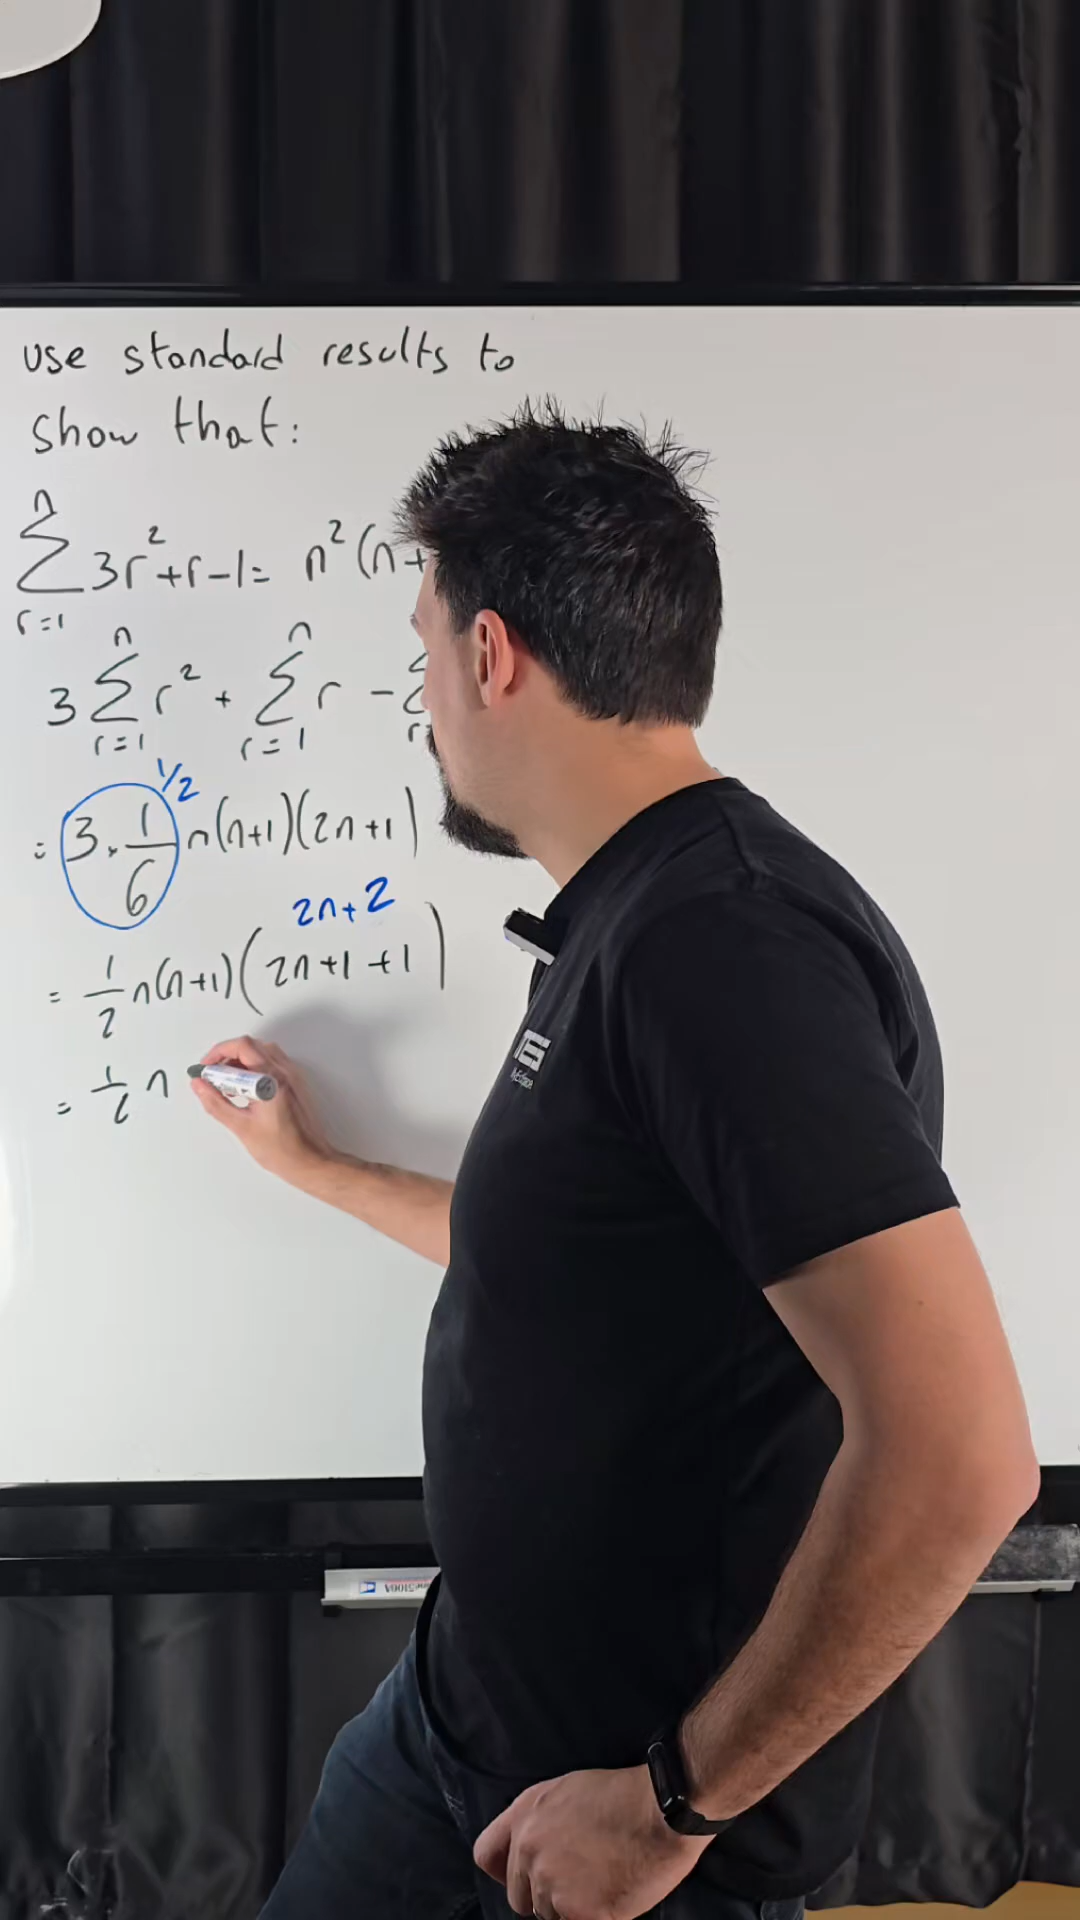 use standard results to
show that:
n
∑ 3r²+r-1= n²(n+
r=1
n n
3 ∑ r² + ∑ r - ∑
r=1 r=1 r
1/2
= 3. 1/6 n(n+1)(2n+1)
2n+2
= 1/2 n(n+1)(2n+1+1)
= 1/2 n